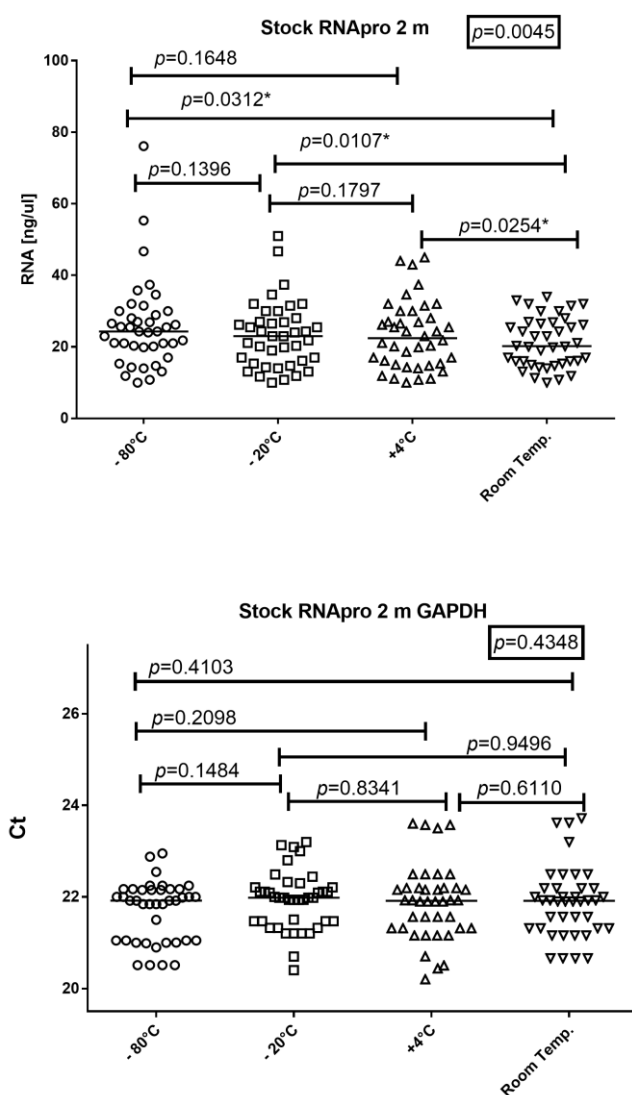 Stock RNApro 2 m
p=0.0045
p=0.1648
p=0.0312*
p=0.0107*
p=0.1396
p=0.1797
p=0.0254*
RNA [ng/ul]
100
80
60
40
20
0
- 80°C
- 20°C
+4°C
Room Temp.
Stock RNApro 2 m GAPDH
p=0.4348
p=0.4103
p=0.2098
p=0.9496
p=0.1484
p=0.8341
p=0.6110
Ct
26
24
22
20
- 80°C
- 20°C
+4°C
Room Temp.